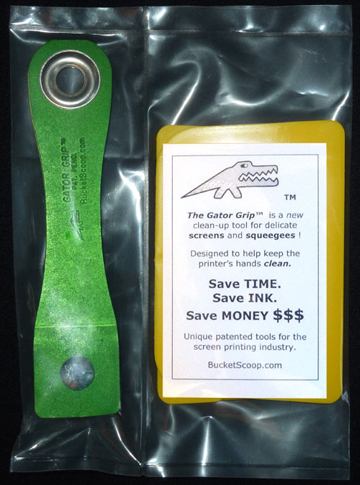 GATOR GRIP™
PAT. PEND.
BucketScoop.com
TM
The Gator Grip™ is a new
clean-up tool for delicate
screens and squeegees !
Designed to help keep the
printer's hands clean.
Save TIME.
Save INK.
Save MONEY $$$
Unique patented tools for the
screen printing industry.
BucketScoop.com